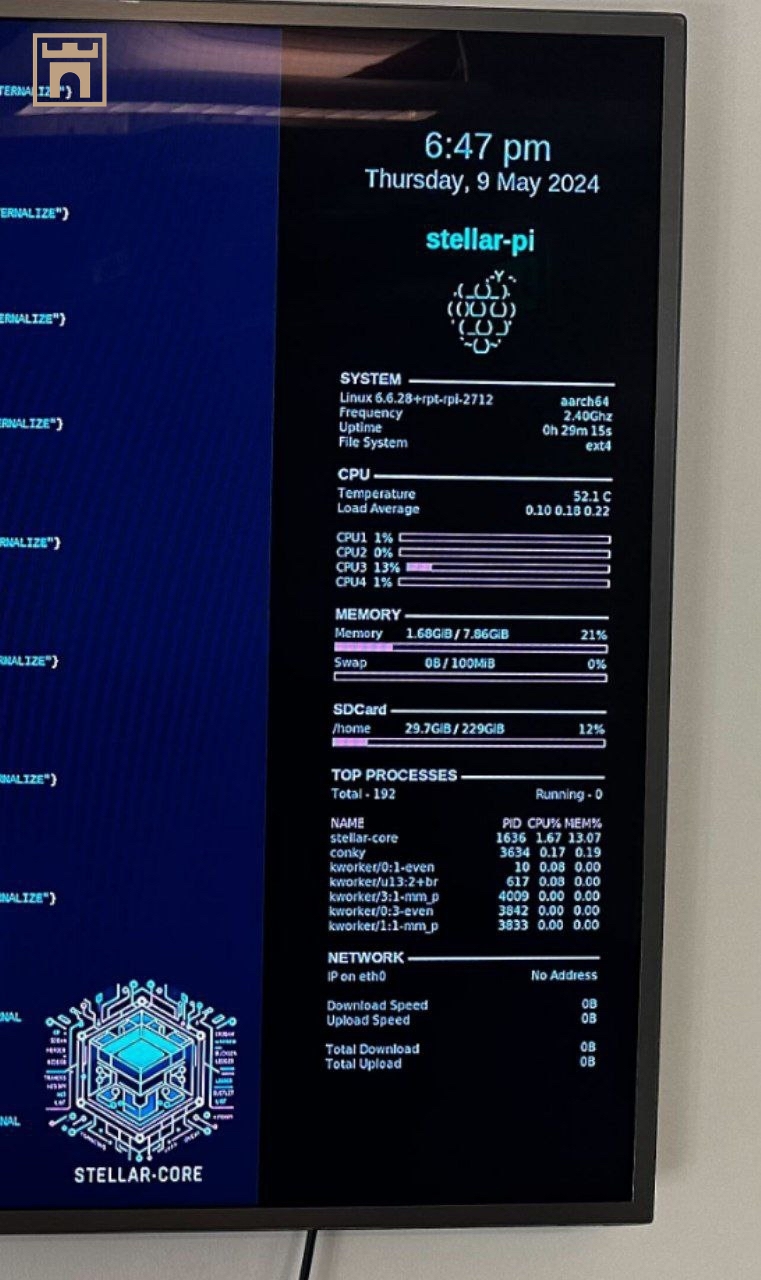 TERNALIZE"}
ERNALIZE"}
ERNALIZE"}
RNALIZE"}
RNALIZE"}
RNALIZE"}
NALIZE"}
NALIZE"}
NAL
NAL
STELLAR-CORE
6:47 pm
Thursday, 9 May 2024
stellar-pi
SYSTEM
Linux 6.6.28+rpt-rpi-2712 aarch64
Frequency 2.40Ghz
Uptime 0h 29m 15s
File System ext4
CPU
Temperature 52.1 C
Load Average 0.10 0.18 0.22
CPU1 1%
CPU2 0%
CPU3 13%
CPU4 1%
MEMORY
Memory 1.68GiB / 7.86GiB 21%
Swap 0B / 100MiB 0%
SDCard
/home 29.7GiB / 229GiB 12%
TOP PROCESSES
Total - 192 Running - 0
NAME PID CPU% MEM%
stellar-core 1636 1.67 13.07
conky 3634 0.17 0.19
kworker/0:1-even 10 0.08 0.00
kworker/u13:2+br 617 0.08 0.00
kworker/3:1-mm_p 4009 0.00 0.00
kworker/0:3-even 3842 0.00 0.00
kworker/1:1-mm_p 3833 0.00 0.00
NETWORK
IP on eth0 No Address
Download Speed 0B
Upload Speed 0B
Total Download 0B
Total Upload 0B